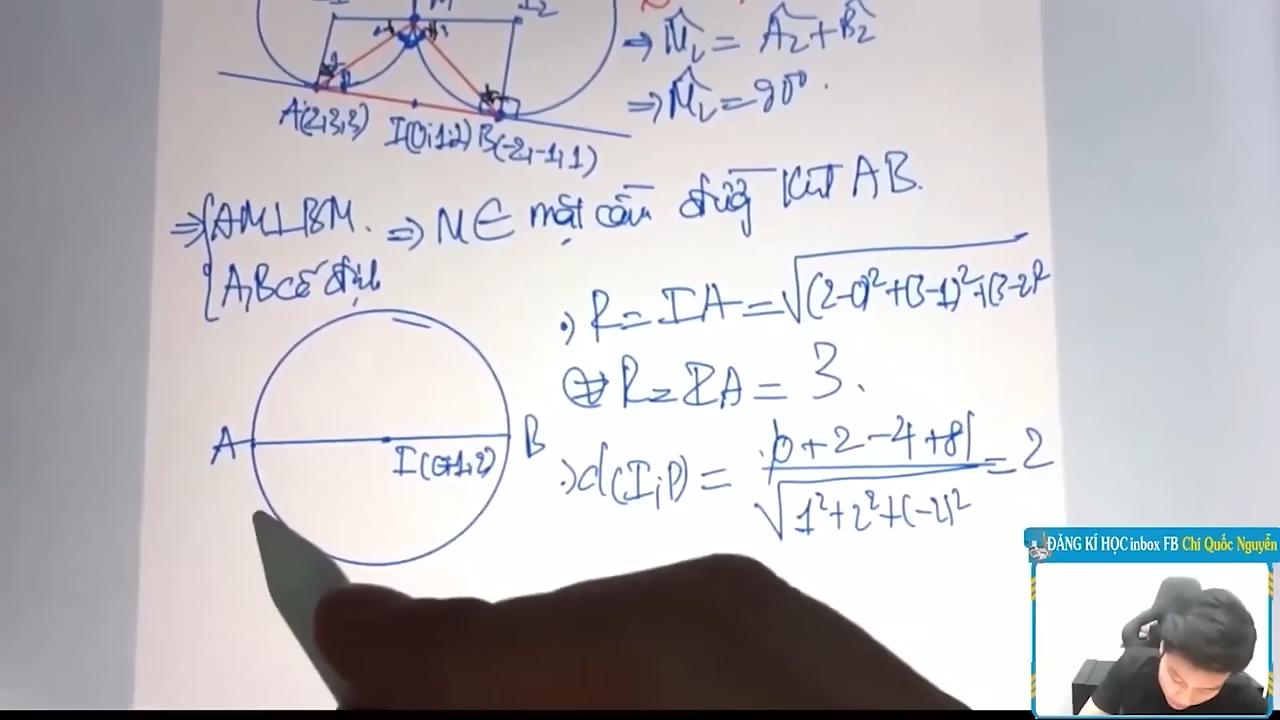 M I₂
⇒ M̂₁ = Â₂ + B̂₂
⇒ M̂₁ = 90°.
A(2,3,3) I(0;1;2) B(-2,-1,1)
⇒ { AM⊥BM. ⇒ M ∈ mặt cầu đường kính AB.
A,B cố định
•) R = IA = √((2-0)²+(3-1)²+(3-2)²
⇔ R = IA = 3.
A I(0,1,2) B
•) d(I;P) = |0+2-4+8| / √(1²+2²+(-2)²) = 2
ĐĂNG KÍ HỌC inbox FB Chí Quốc Nguyễn